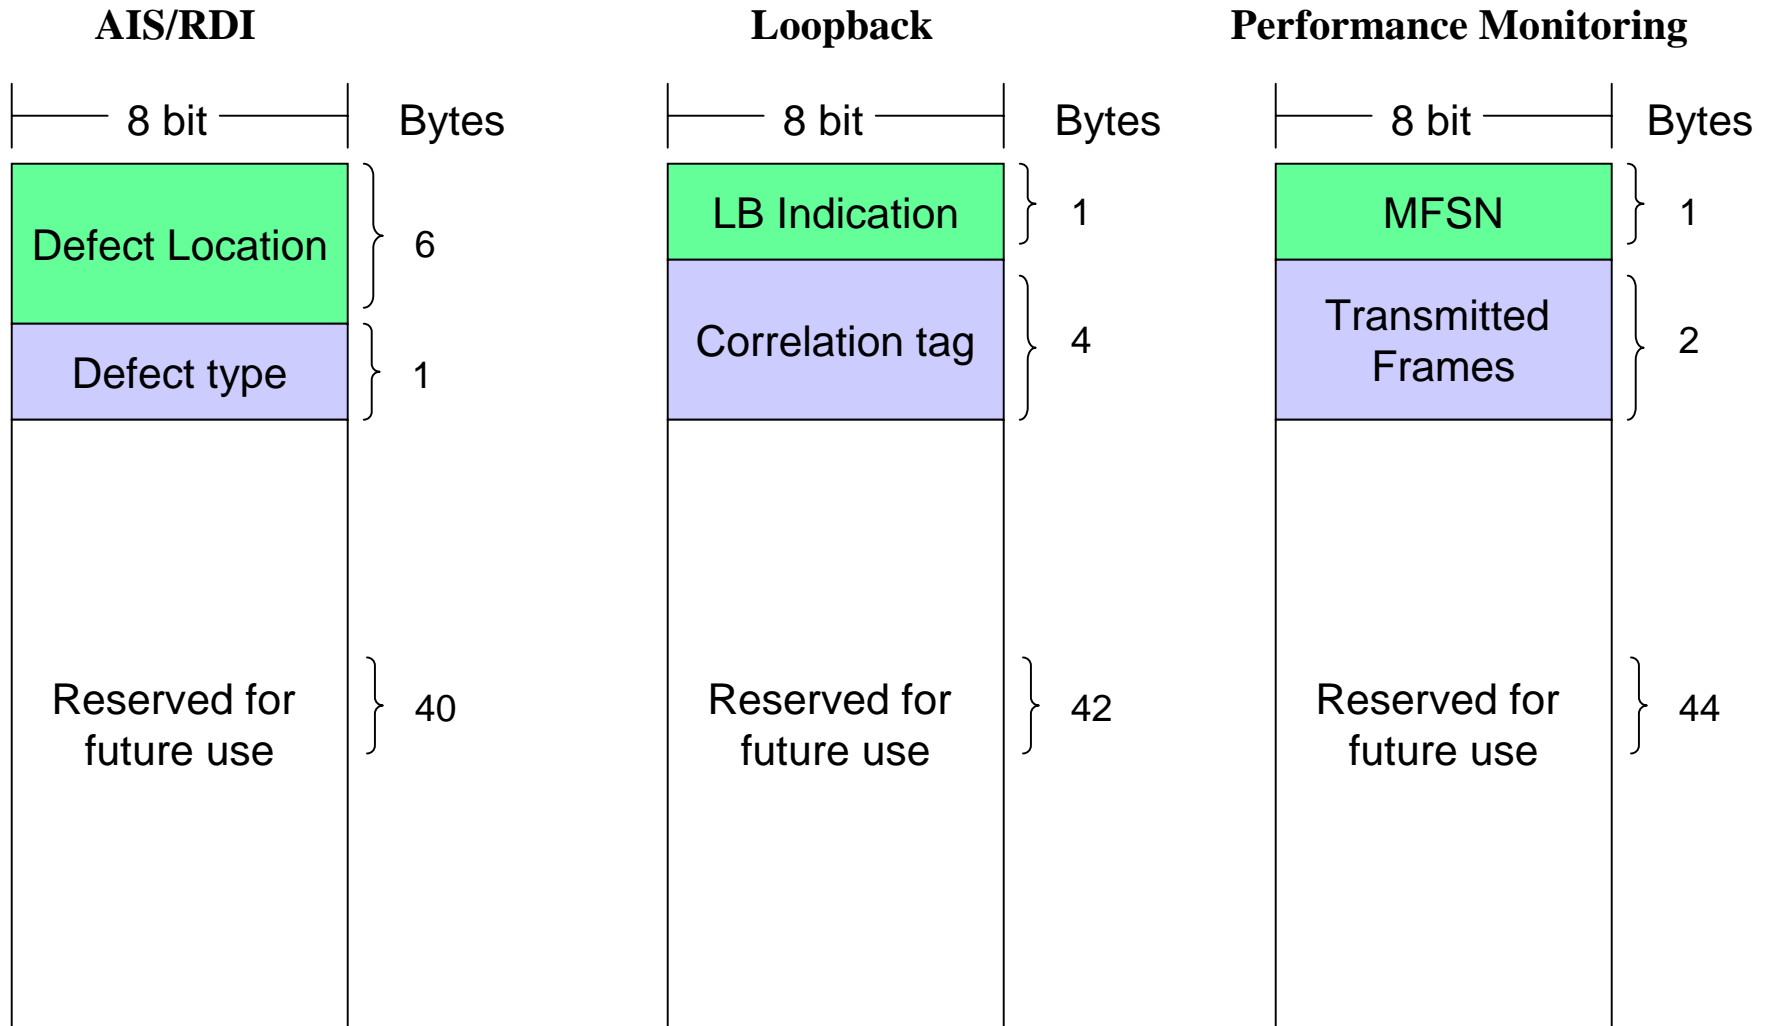 AIS/RDI
8 bit
Bytes
Defect Location
6
Defect type
1
Reserved for
future use
40
Loopback
8 bit
Bytes
LB Indication
1
Correlation tag
4
Reserved for
future use
42
Performance Monitoring
8 bit
Bytes
MFSN
1
Transmitted
Frames
2
Reserved for
future use
44